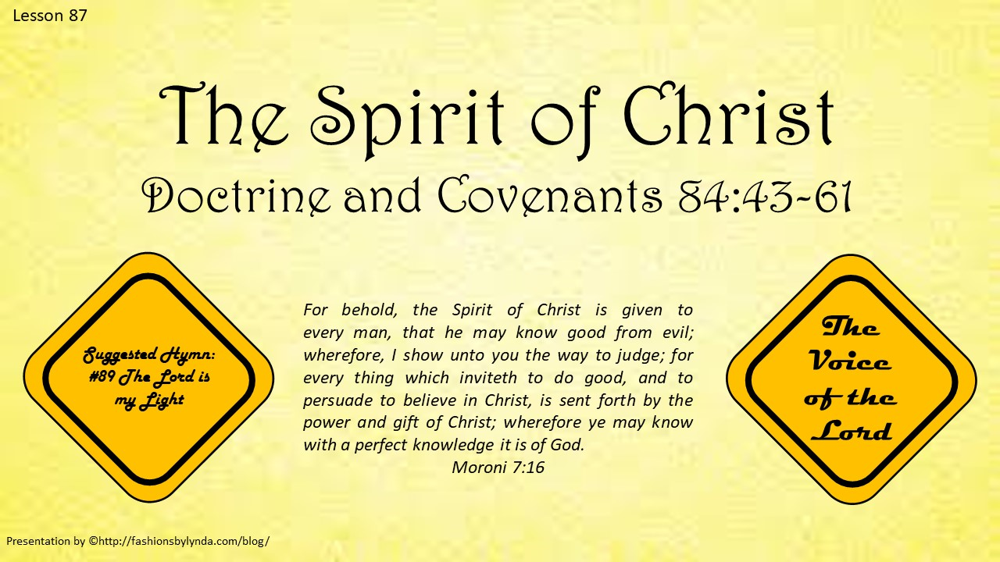 Lesson 87
The Spirit of Christ
Doctrine and Covenants 84:43-61
Suggested Hymn:
#89 The Lord is
my Light
For behold, the Spirit of Christ is given to
every man, that he may know good from evil;
wherefore, I show unto you the way to judge; for
every thing which inviteth to do good, and to
persuade to believe in Christ, is sent forth by the
power and gift of Christ; wherefore ye may know
with a perfect knowledge it is of God.
Moroni 7:16
The
Voice
of the
Lord
Presentation by ©http://fashionsbylynda.com/blog/